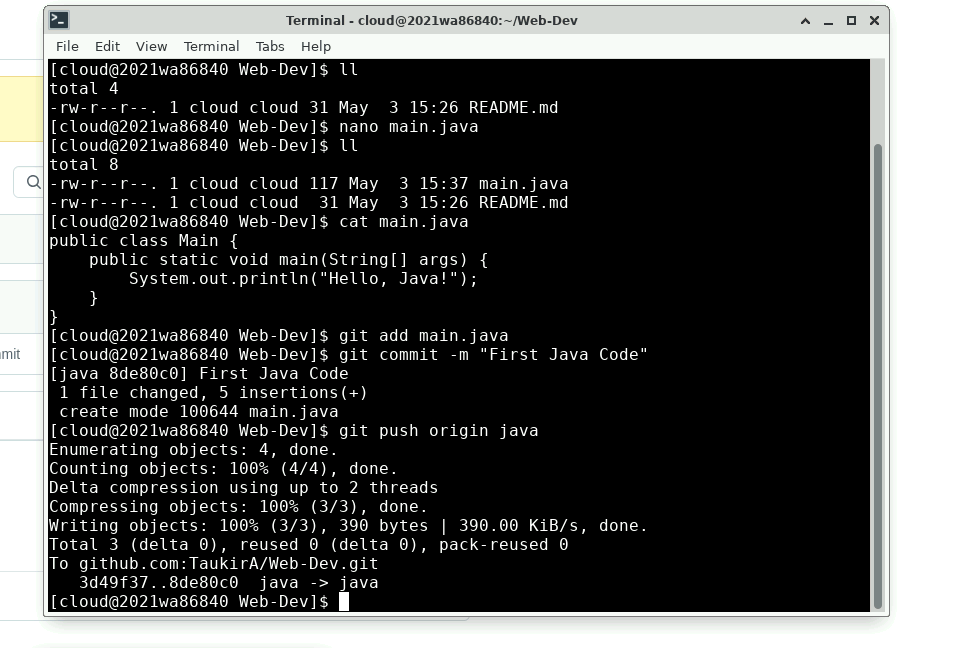 Terminal - cloud@2021wa86840:~/Web-Dev
File Edit View Terminal Tabs Help
[cloud@2021wa86840 Web-Dev]$ ll
total 4
-rw-r--r--. 1 cloud cloud 31 May  3 15:26 README.md
[cloud@2021wa86840 Web-Dev]$ nano main.java
[cloud@2021wa86840 Web-Dev]$ ll
total 8
-rw-r--r--. 1 cloud cloud 117 May  3 15:37 main.java
-rw-r--r--. 1 cloud cloud  31 May  3 15:26 README.md
[cloud@2021wa86840 Web-Dev]$ cat main.java
public class Main {
    public static void main(String[] args) {
        System.out.println("Hello, Java!");
    }
}
[cloud@2021wa86840 Web-Dev]$ git add main.java
[cloud@2021wa86840 Web-Dev]$ git commit -m "First Java Code"
[java 8de80c0] First Java Code
 1 file changed, 5 insertions(+)
 create mode 100644 main.java
[cloud@2021wa86840 Web-Dev]$ git push origin java
Enumerating objects: 4, done.
Counting objects: 100% (4/4), done.
Delta compression using up to 2 threads
Compressing objects: 100% (3/3), done.
Writing objects: 100% (3/3), 390 bytes | 390.00 KiB/s, done.
Total 3 (delta 0), reused 0 (delta 0), pack-reused 0
To github.com:TaukirA/Web-Dev.git
   3d49f37..8de80c0  java -> java
[cloud@2021wa86840 Web-Dev]$